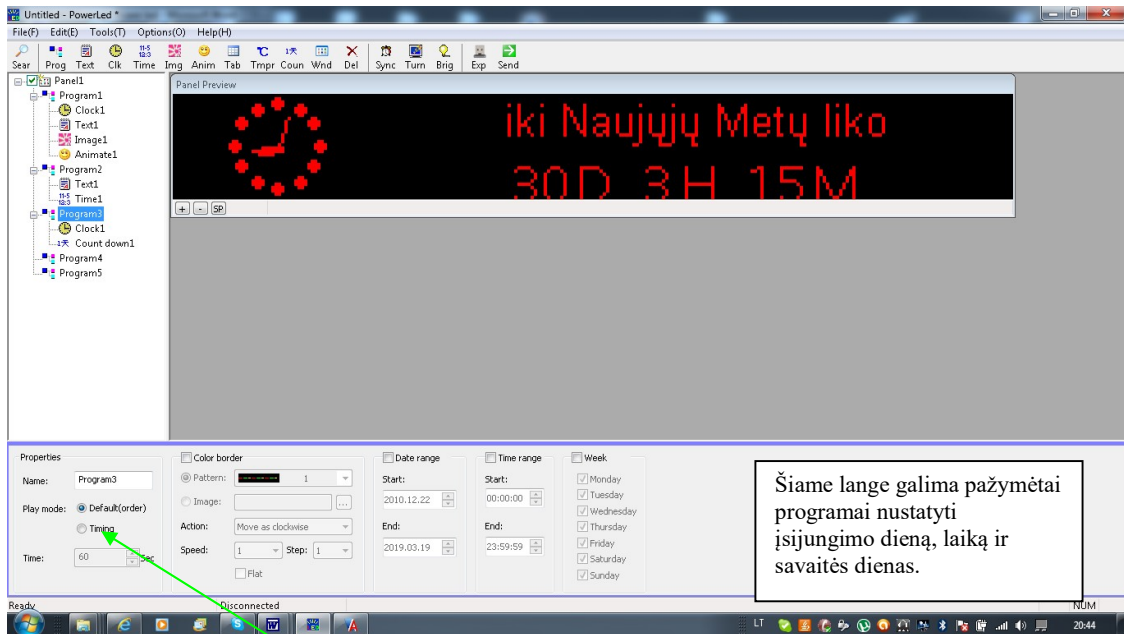 Untitled - PowerLed *
File(F) Edit(E) Tools(T) Options(O) Help(H)
Sear Prog Text Clk Time Img Anim Tab Tmpr Coun Wnd Del Sync Turn Brig Exp Send
Panel1
Program1
Clock1
Text1
Image1
Animate1
Program2
Text1
Time1
Program3
Clock1
Count down1
Program4
Program5
Panel Preview
iki Naujųjų Metų liko
30D 3H 15M
+ - SP
Properties
Name: Program3
Play mode: Default(order)
Timing
Time: 60 Sec
Color border
Pattern: 1
Image: ...
Action: Move as clockwise
Speed: 1 Step: 1
Flat
Date range
Start:
2010.12.22
End:
2019.03.19
Time range
Start:
00:00:00
End:
23:59:59
Week
Monday
Tuesday
Wednesday
Thursday
Friday
Saturday
Sunday
Šiame lange galima pažymėtai
programai nustatyti
įsijungimo dieną, laiką ir
savaitės dienas.
Ready Disconnected NUM
LT 20:44